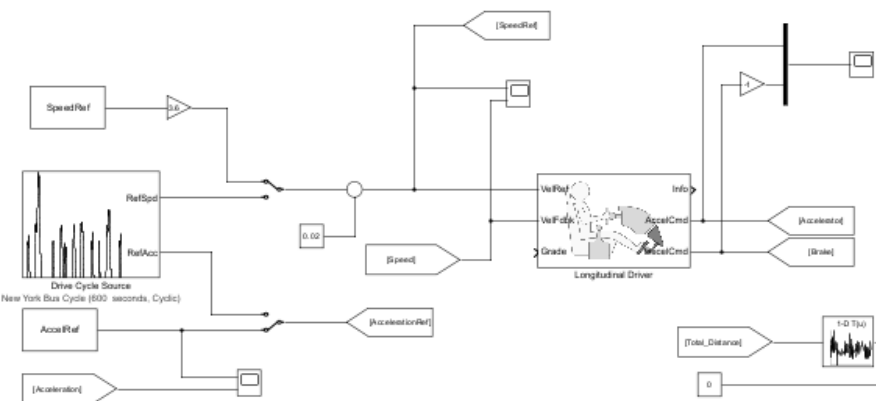 [SpeedRef]
SpeedRef
3.6
-1
RefSpd
VelRef
Info
0.02
VelFdbk
AccelCmd
[Accelerator]
[Speed]
RefAcc
Grade
DecelCmd
[Brake]
Drive Cycle Source
Longitudinal Driver
New York Bus Cycle (600 seconds, Cyclic)
AccelRef
[AccelerationRef]
1-D T(u)
[Total_Distance]
[Acceleration]
0